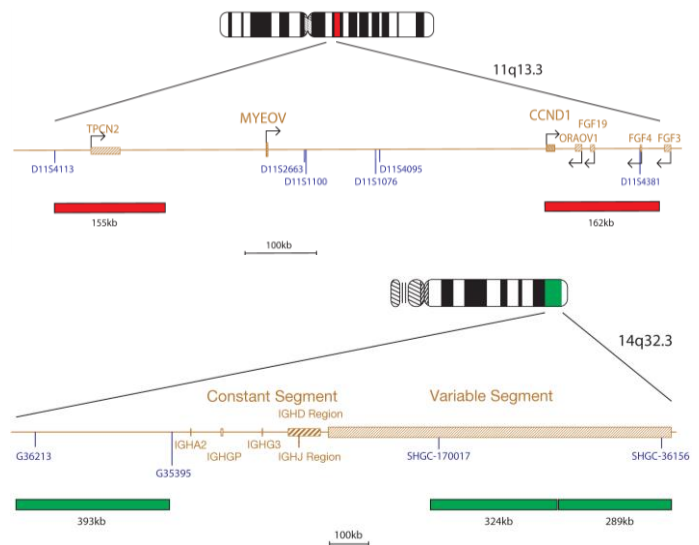 11q13.3
TPCN2
MYEOV
CCND1
FGF19
ORAOV1
FGF4
FGF3
D11S4113
D11S2663
D11S1100
D11S4095
D11S1076
D11S4381
155kb
162kb
100kb
14q32.3
Constant Segment
Variable Segment
IGHD Region
IGHA2
IGHGP
IGHG3
IGHJ Region
G36213
G35395
SHGC-170017
SHGC-36156
393kb
324kb
289kb
100kb